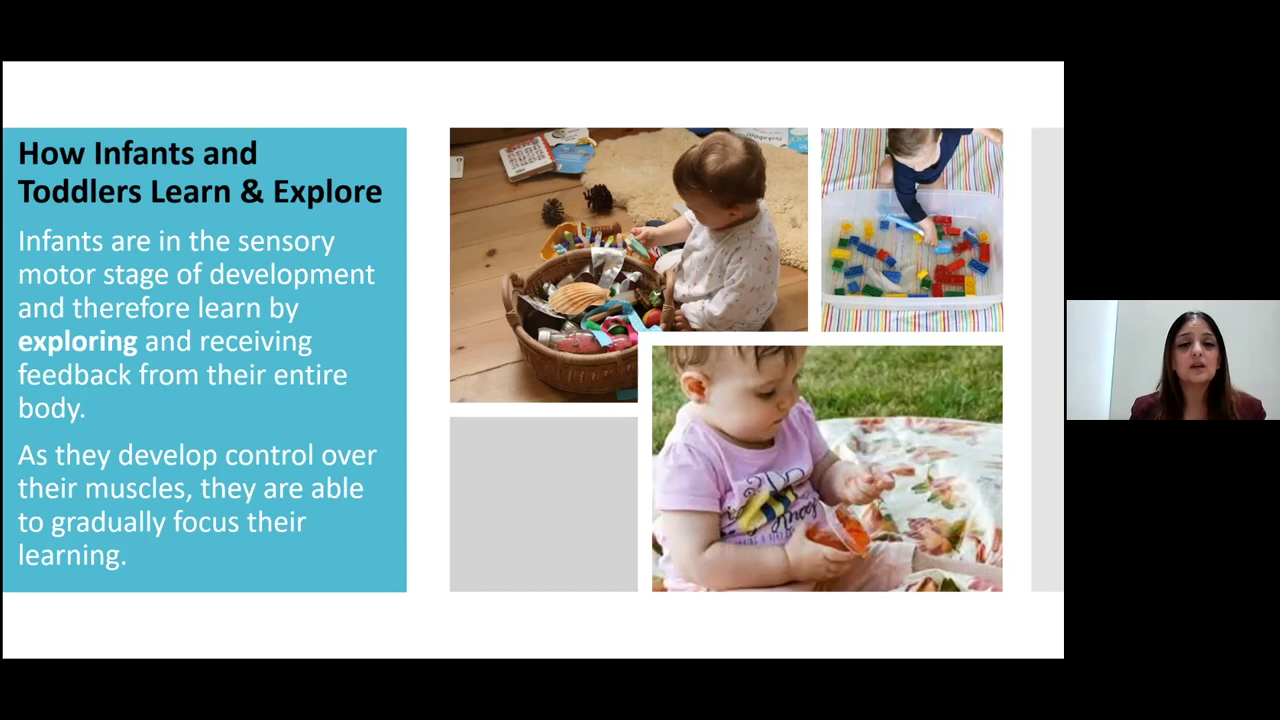 How Infants and
Toddlers Learn & Explore
Infants are in the sensory
motor stage of development
and therefore learn by
exploring and receiving
feedback from their entire
body.
As they develop control over
their muscles, they are able
to gradually focus their
learning.